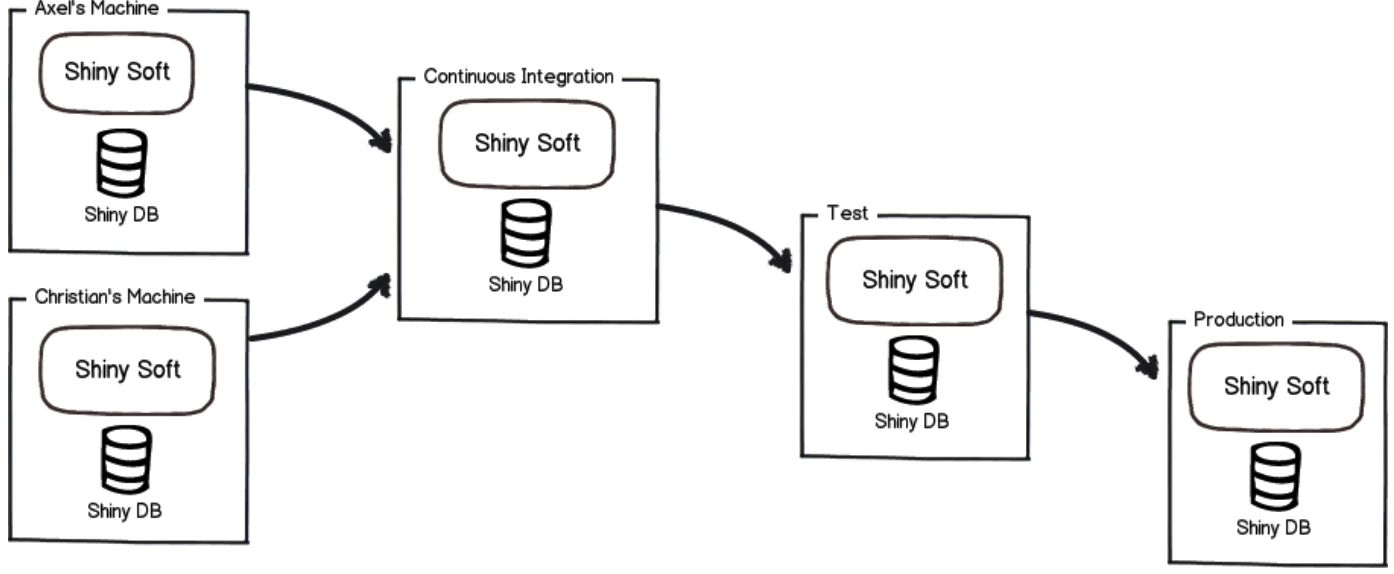 Axel's Machine
Shiny Soft
Shiny DB
Christian's Machine
Shiny Soft
Shiny DB
Continuous Integration
Shiny Soft
Shiny DB
Test
Shiny Soft
Shiny DB
Production
Shiny Soft
Shiny DB